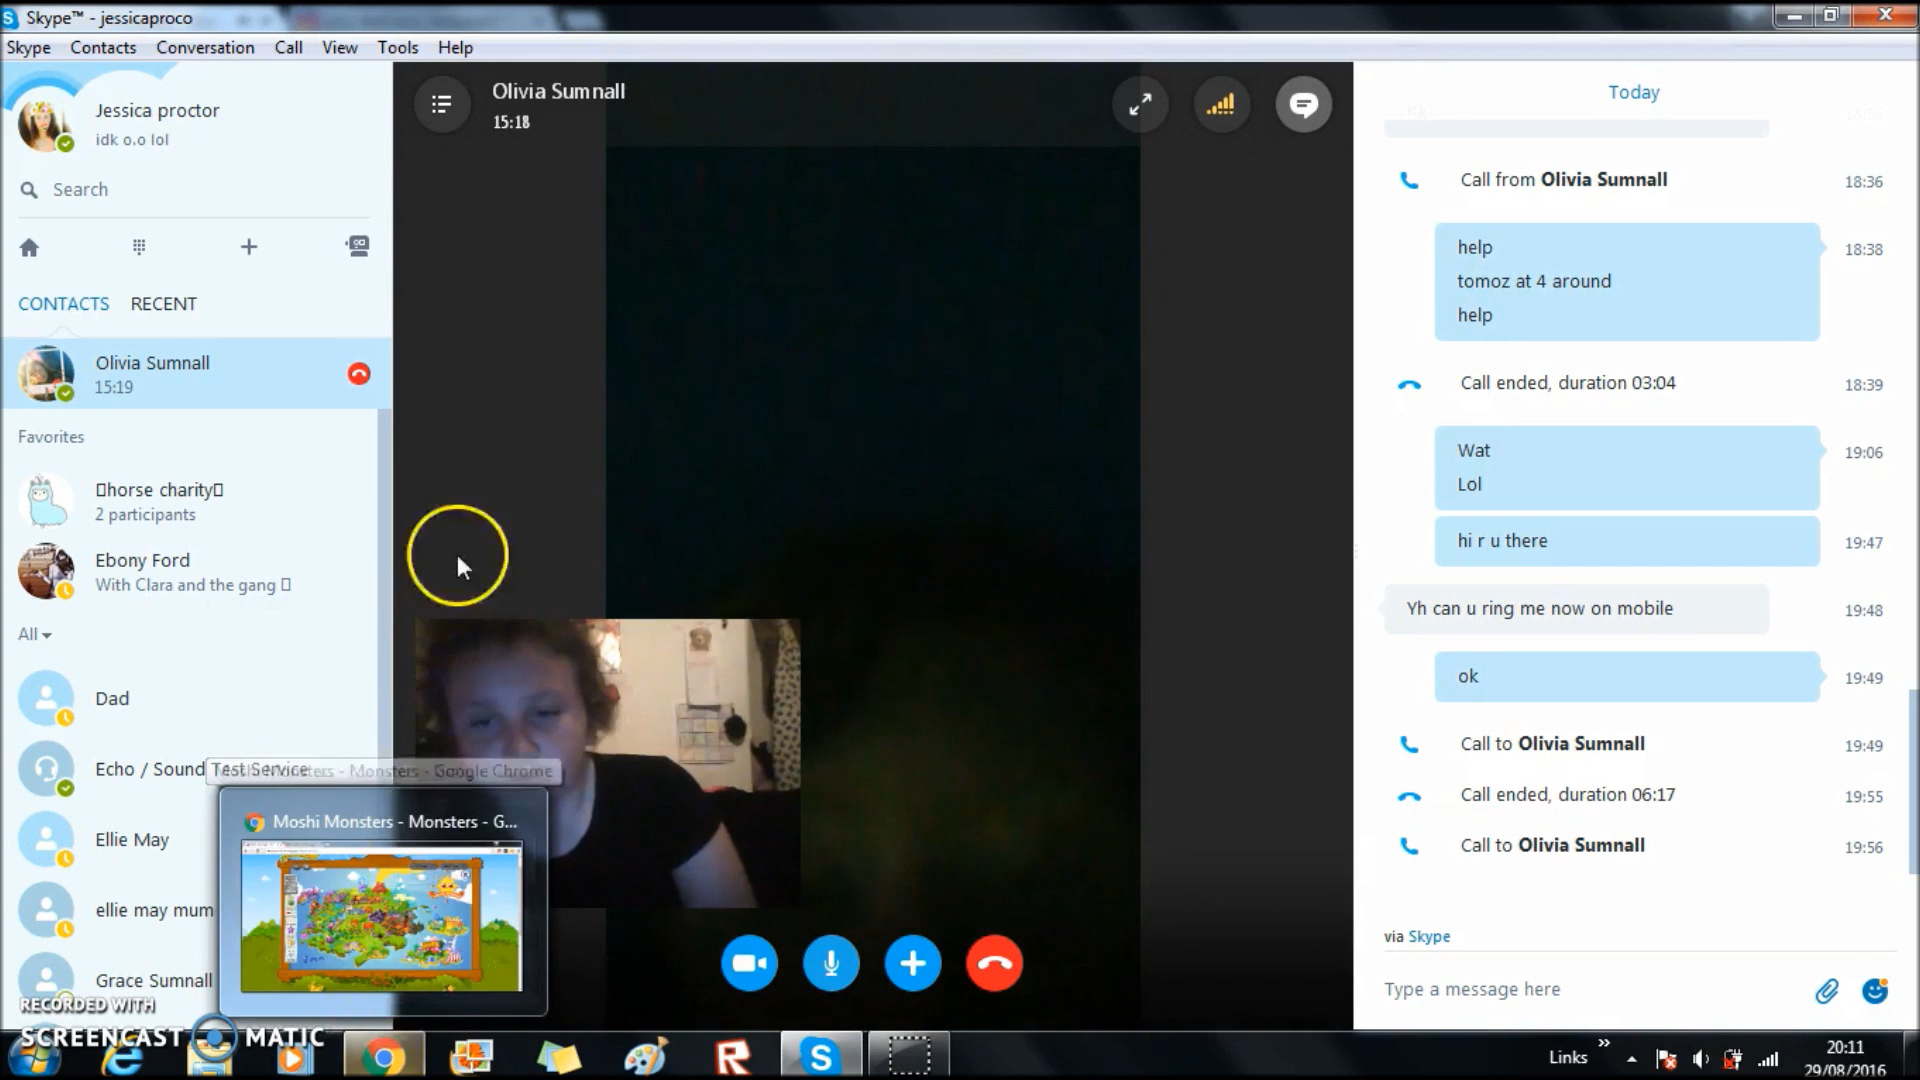 Skype™ - jessicaproco
Skype Contacts Conversation Call View Tools Help
Jessica proctor
idk o.o lol
Search
CONTACTS RECENT
Olivia Sumnall
15:19
Favorites
horse charity
2 participants
Ebony Ford
With Clara and the gang
All
Dad
Echo / Sound Test Service
Monsters - Monsters - Google Chrome
Moshi Monsters - Monsters - G...
Ellie May
ellie may mum
Grace Sumnall
RECORDED WITH
SCREENCAST MATIC
Olivia Sumnall
15:18
Today
Call from Olivia Sumnall 18:36
help 18:38
tomoz at 4 around
help
Call ended, duration 03:04 18:39
Wat 19:06
Lol
hi r u there 19:47
Yh can u ring me now on mobile 19:48
ok 19:49
Call to Olivia Sumnall 19:49
Call ended, duration 06:17 19:55
Call to Olivia Sumnall 19:56
via Skype
Type a message here
Links
20:11
29/08/2016